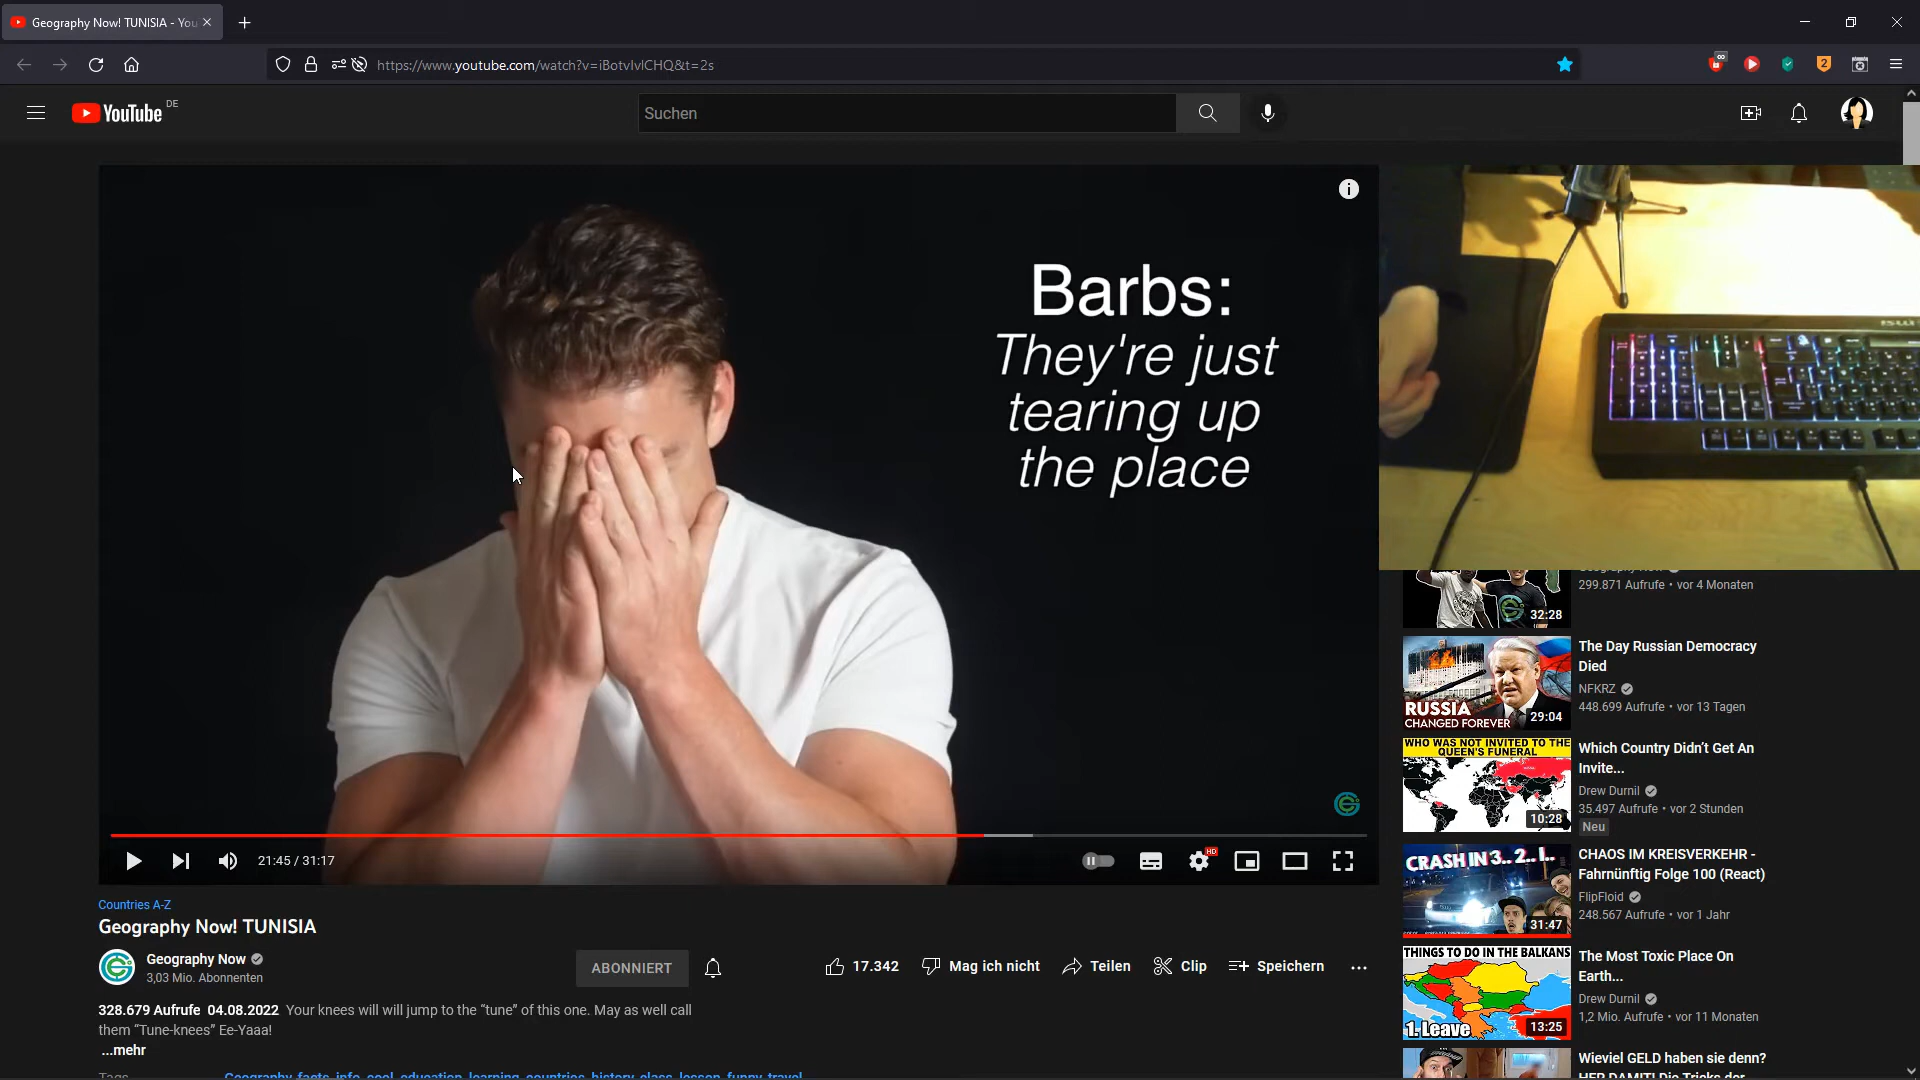 Geography Now! TUNISIA - You
https://www.youtube.com/watch?v=iBotvIvlCHQ&t=2s
2
YouTube DE
Suchen
Barbs:
They're just
tearing up
the place
21:45 / 31:17
HD
Countries A-Z
Geography Now! TUNISIA
Geography Now
3,03 Mio. Abonnenten
ABONNIERT
17.342
Mag ich nicht
Teilen
Clip
Speichern
328.679 Aufrufe 04.08.2022 Your knees will will jump to the “tune” of this one. May as well call
them “Tune-knees” Ee-Yaaa!
...mehr
Tags
Geography facts info cool education learning countries history class lesson funny travel
299.871 Aufrufe • vor 4 Monaten
32:28
The Day Russian Democracy
Died
NFKRZ
448.699 Aufrufe • vor 13 Tagen
RUSSIA
CHANGED FOREVER
29:04
WHO WAS NOT INVITED TO THE
QUEEN'S FUNERAL
Which Country Didn’t Get An
Invite...
Drew Durnil
35.497 Aufrufe • vor 2 Stunden
Neu
10:28
CRASH IN 3.. 2.. 1..
CHAOS IM KREISVERKEHR -
Fahrnünftig Folge 100 (React)
FlipFloid
248.567 Aufrufe • vor 1 Jahr
31:47
THINGS TO DO IN THE BALKANS
The Most Toxic Place On
Earth...
Drew Durnil
1,2 Mio. Aufrufe • vor 11 Monaten
1. Leave
13:25
Wieviel GELD haben sie denn?
HER DAMIT! Die Tricks der